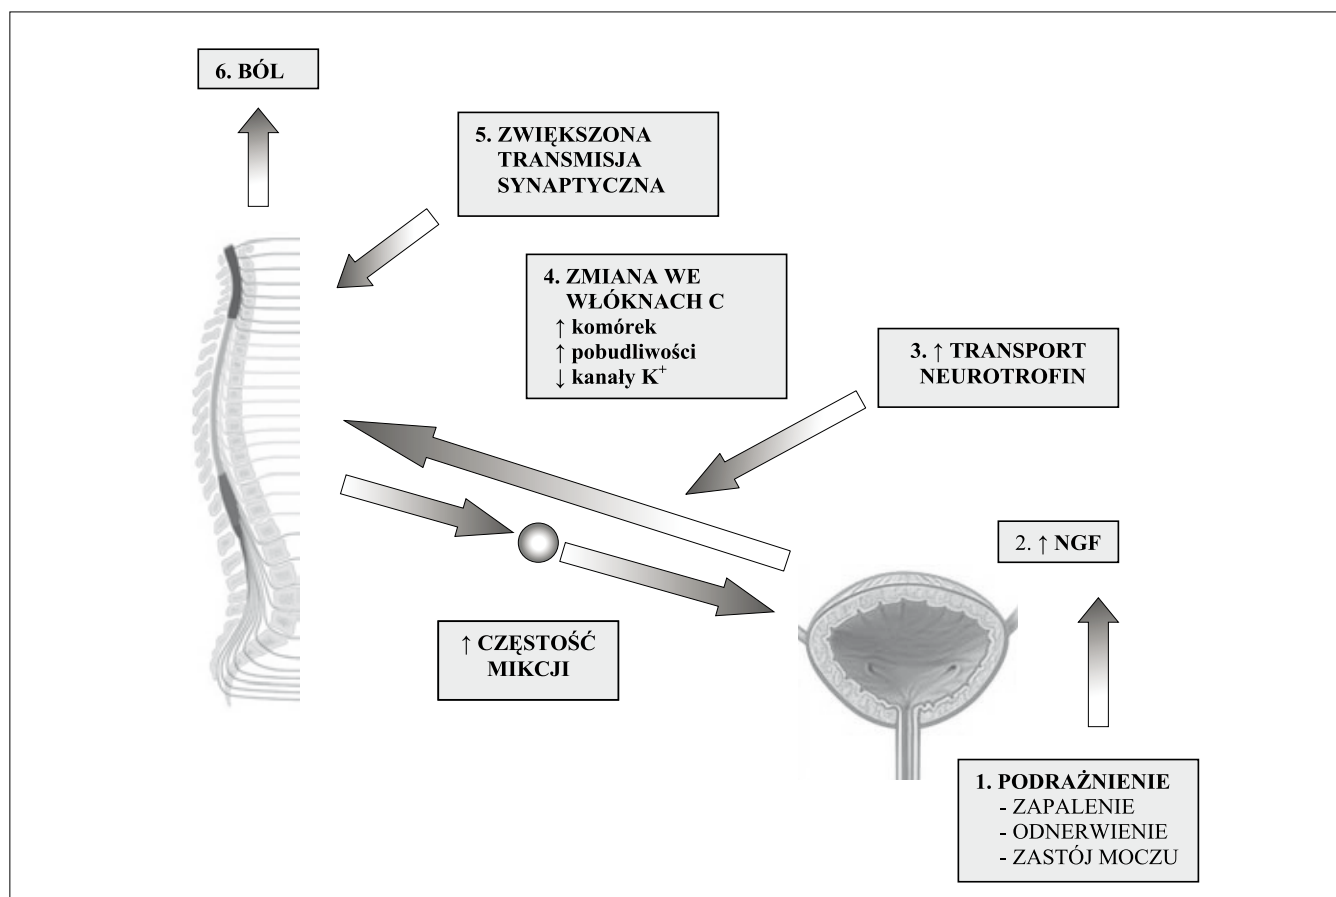 6. BÓL
5. ZWIĘKSZONA
TRANSMISJA
SYNAPTYCZNA
4. ZMIANA WE
WŁÓKNACH C
↑ komórek
↑ pobudliwości
↓ kanały K⁺
3. ↑ TRANSPORT
NEUROTROFIN
2. ↑ NGF
↑ CZĘSTOŚĆ
MIKCJI
1. PODRAŻNIENIE
- ZAPALENIE
- ODNERWIENIE
- ZASTÓJ MOCZU